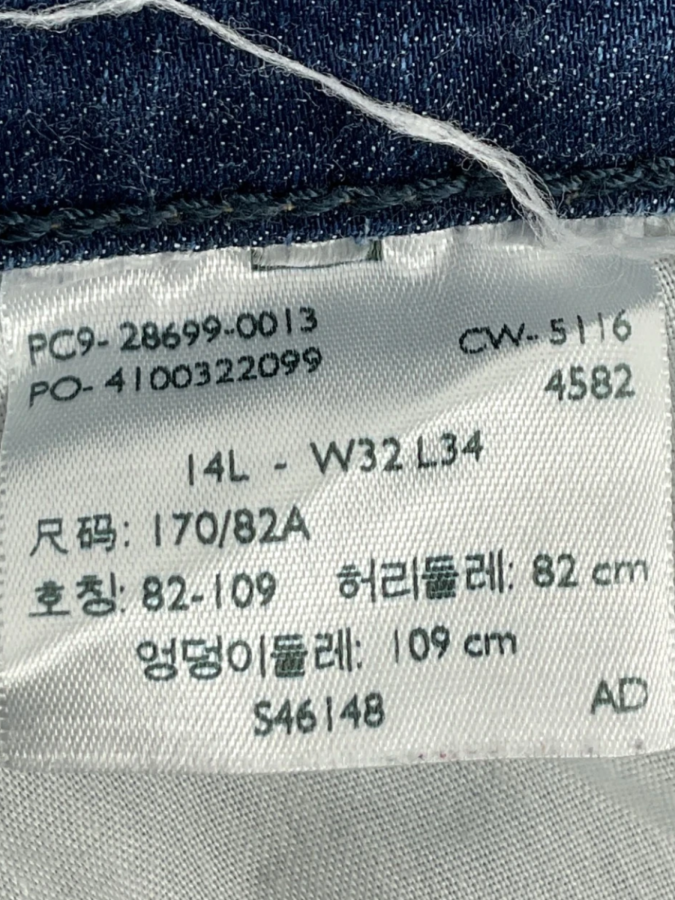 PC9- 28699-0013 CW- 5116
PO- 4100322099 4582
14L - W32 L34
尺码: 170/82A
호칭: 82-109 허리둘레: 82 cm
엉덩이둘레: 109 cm
S46148 AD